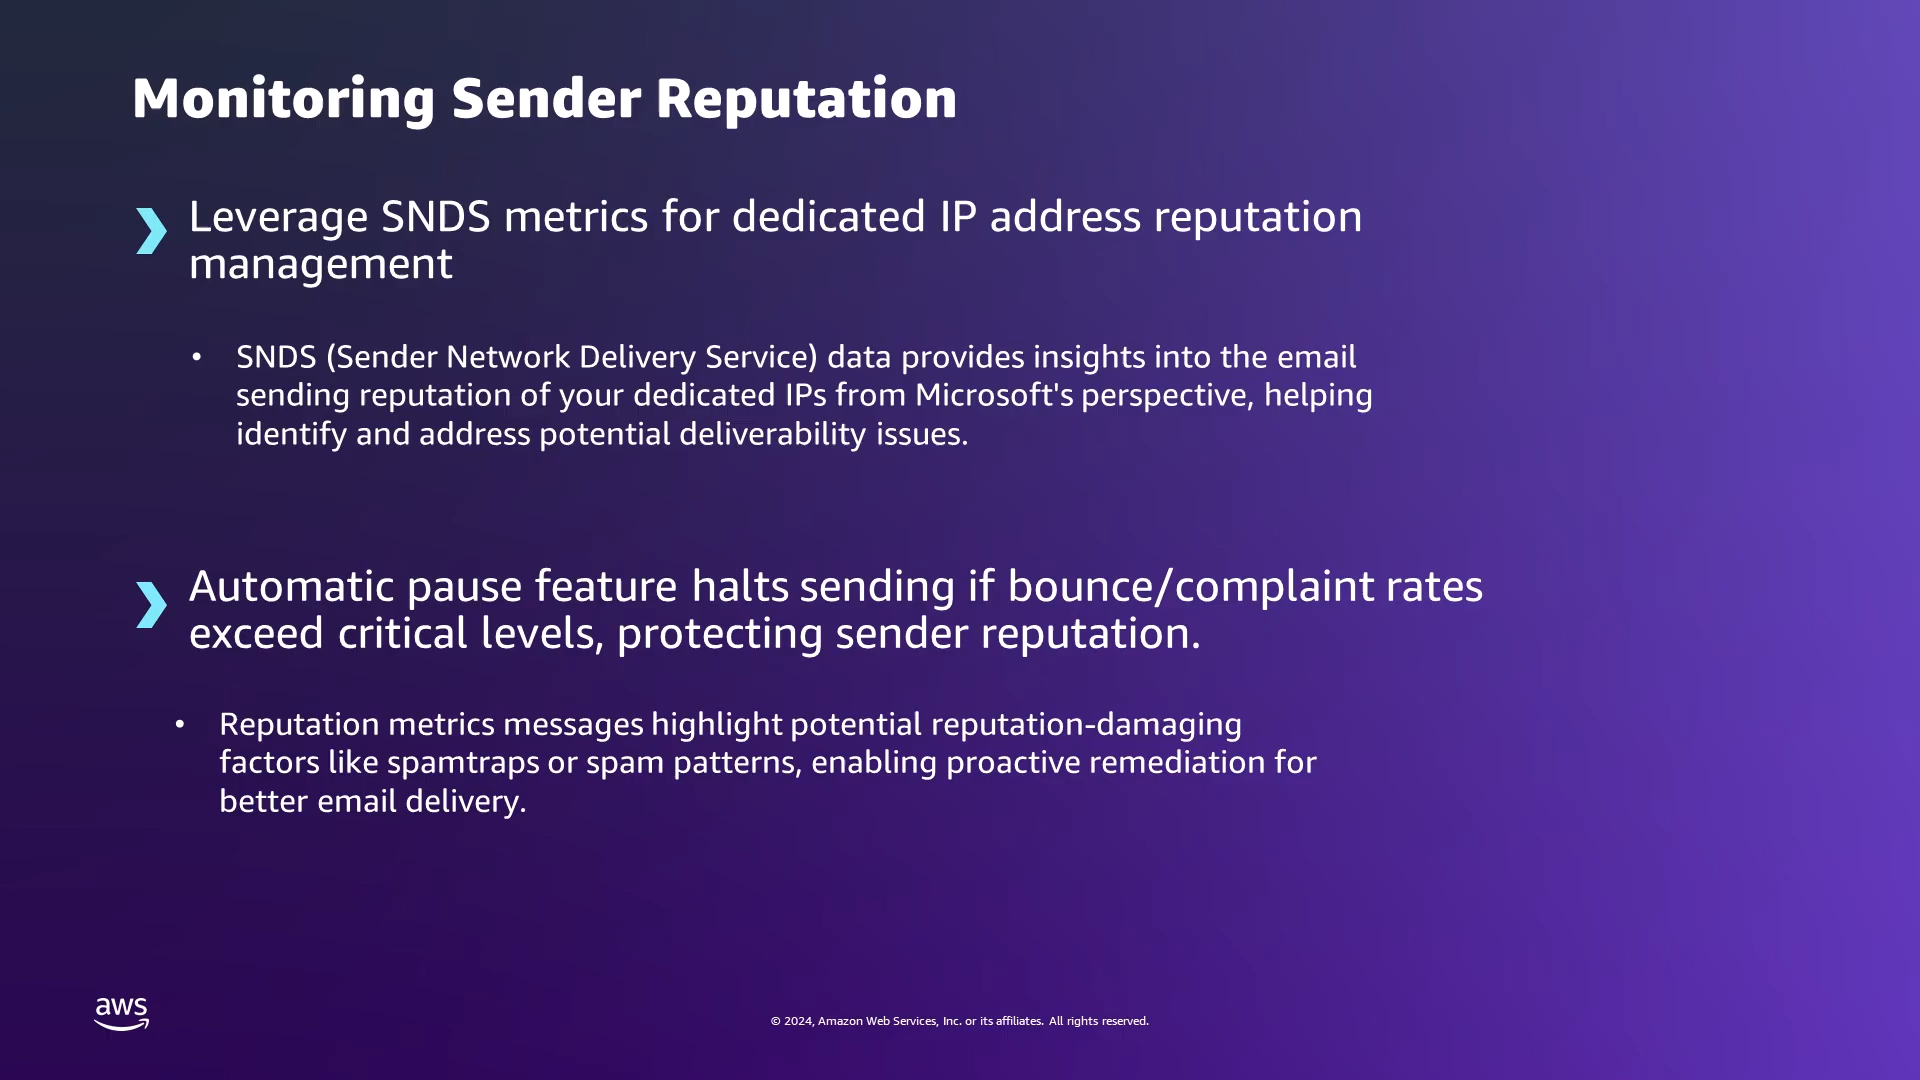 Monitoring Sender Reputation
Leverage SNDS metrics for dedicated IP address reputation
management
• SNDS (Sender Network Delivery Service) data provides insights into the email
sending reputation of your dedicated IPs from Microsoft's perspective, helping
identify and address potential deliverability issues.
Automatic pause feature halts sending if bounce/complaint rates
exceed critical levels, protecting sender reputation.
• Reputation metrics messages highlight potential reputation-damaging
factors like spamtraps or spam patterns, enabling proactive remediation for
better email delivery.
aws
© 2024, Amazon Web Services, Inc. or its affiliates. All rights reserved.